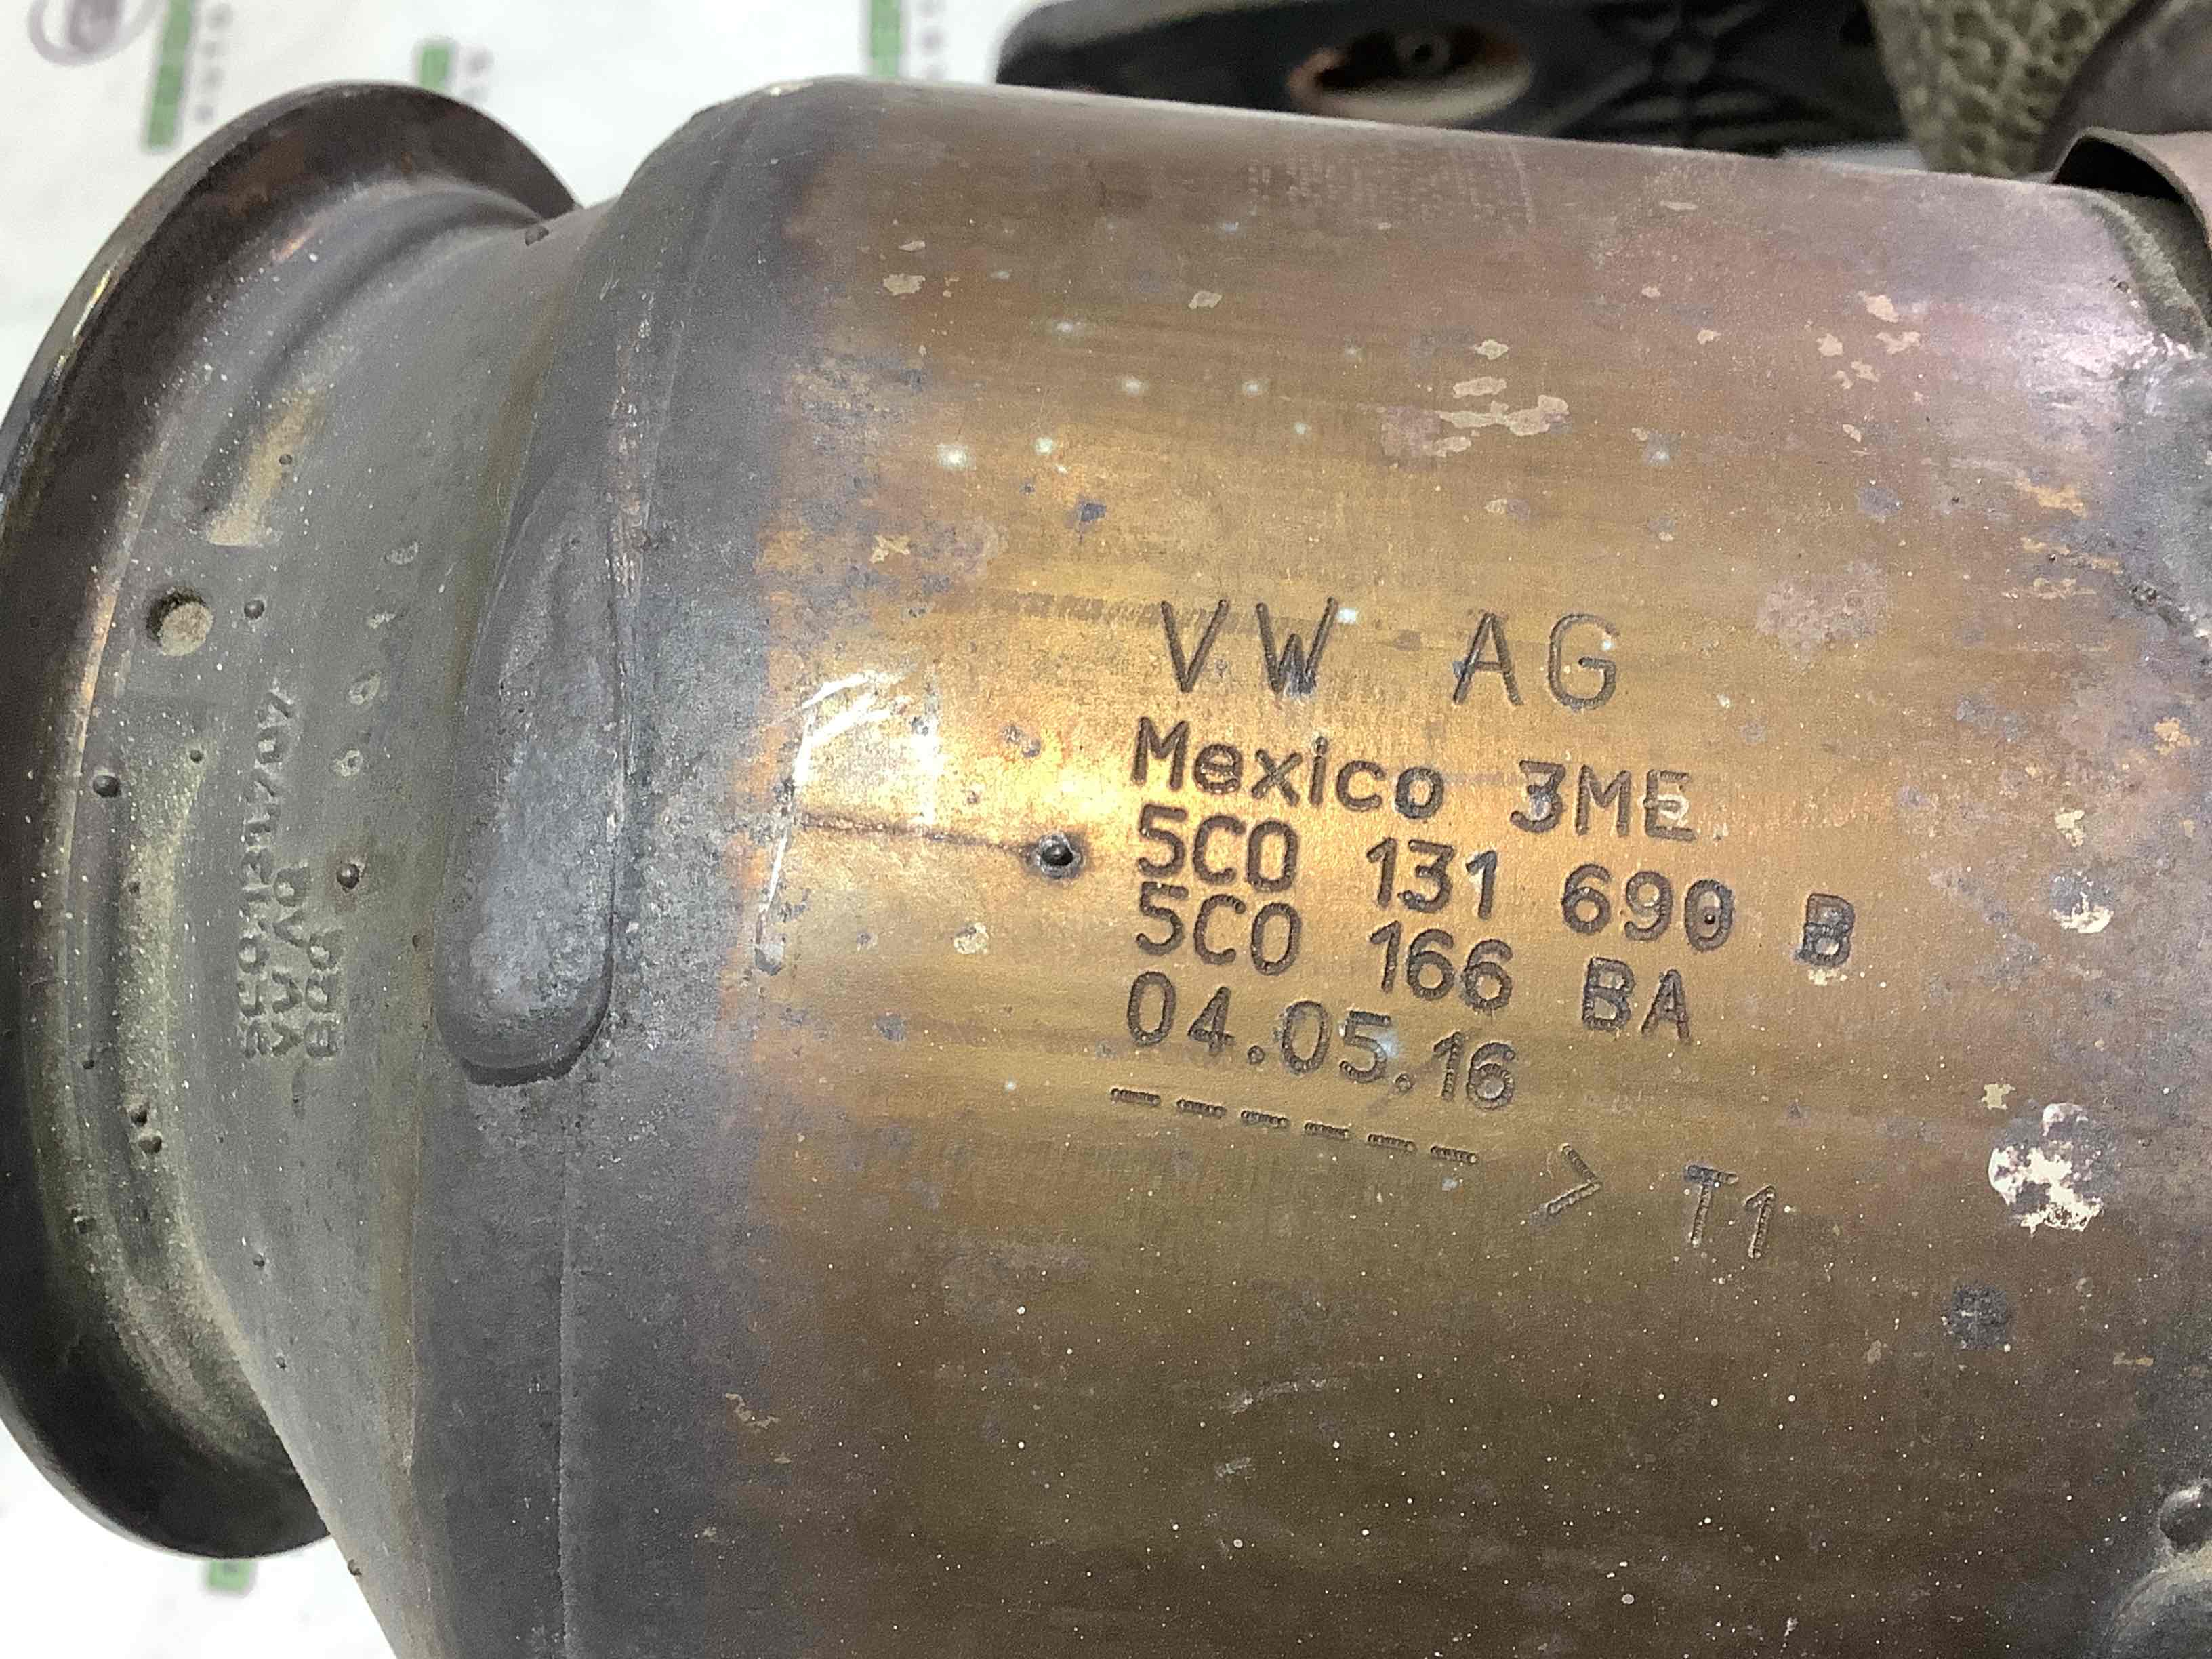 VW AG
Mexico 3ME
5C0 131 690 B
5C0 166 BA
04.05.16
------> T1